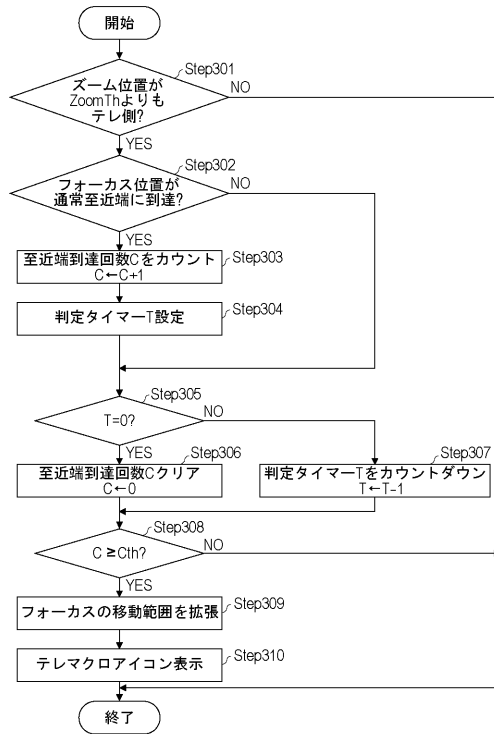 開始
Step301
ズーム位置が
ZoomThよりも
テレ側?
NO
YES
Step302
フォーカス位置が
通常至近端に到達?
NO
YES
至近端到達回数Cをカウント
C←C+1
Step303
判定タイマーT設定
Step304
Step305
T=0?
NO
YES
Step306
至近端到達回数Cクリア
C←0
Step307
判定タイマーTをカウントダウン
T←T-1
Step308
C≧Cth?
NO
YES
フォーカスの移動範囲を拡張
Step309
テレマクロアイコン表示
Step310
終了